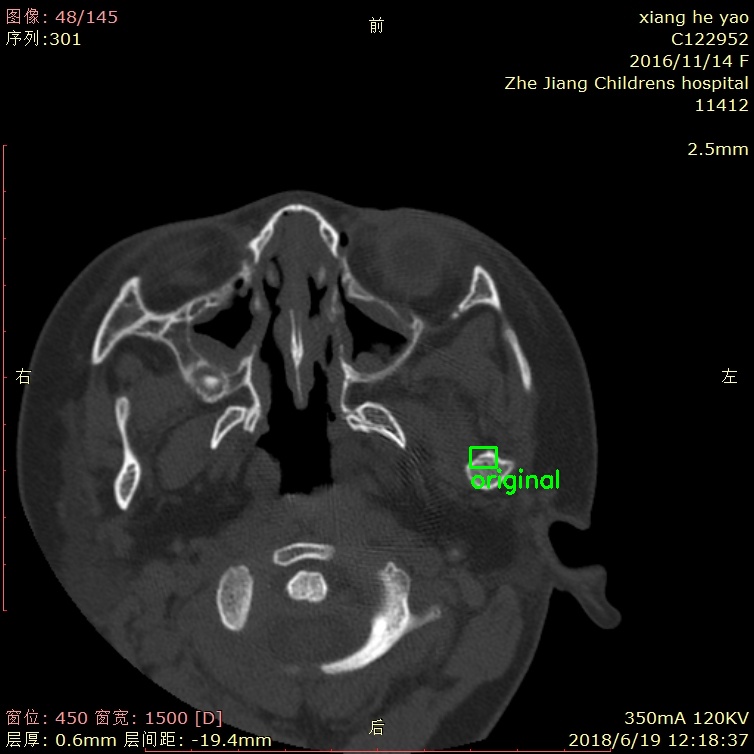 图像: 48/145
序列:301
前
xiang he yao
C122952
2016/11/14 F
Zhe Jiang Childrens hospital
11412
2.5mm
右
左
original
窗位: 450 窗宽: 1500 [D]
层厚: 0.6mm 层间距: -19.4mm
后
350mA 120KV
2018/6/19 12:18:37